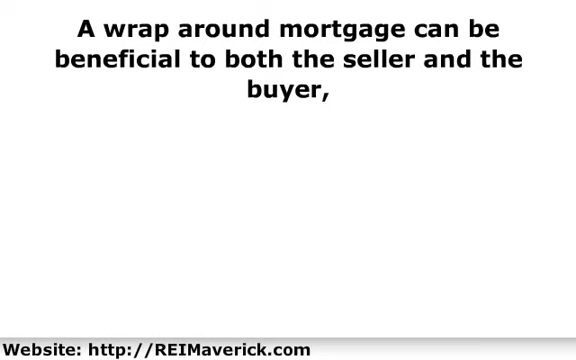 A wrap around mortgage can be
beneficial to both the seller and the
buyer,
Website: http://REIMaverick.com